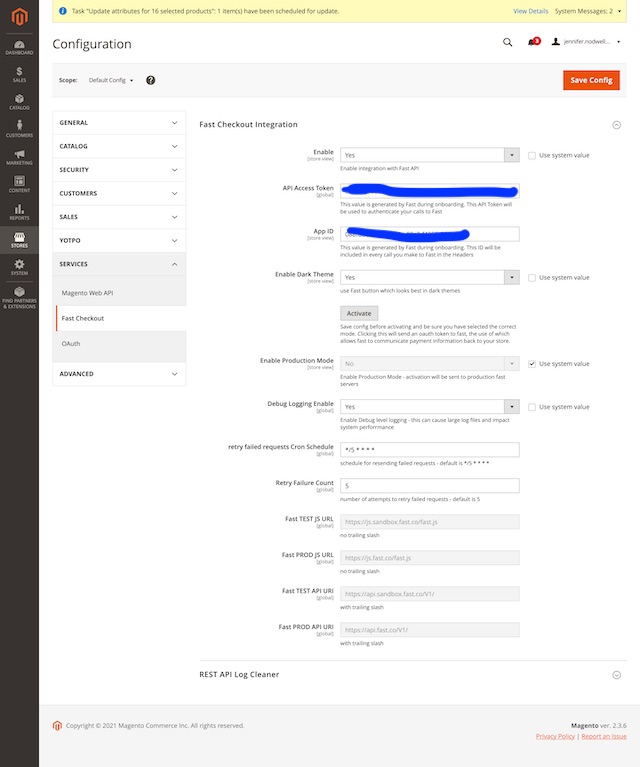 Task "Update attributes for 16 selected products": 1 item(s) have been scheduled for update.
View Details
System Messages: 2
DASHBOARD
SALES
CATALOG
CUSTOMERS
MARKETING
CONTENT
REPORTS
STORES
SYSTEM
FIND PARTNERS
& EXTENSIONS
Configuration
3
jennifer.nodwell...
Scope:
Default Config
?
Save Config
GENERAL
CATALOG
SECURITY
CUSTOMERS
SALES
YOTPO
SERVICES
Magento Web API
Fast Checkout
OAuth
ADVANCED
Fast Checkout Integration
Enable
[store view]
Yes
Use system value
Enable integration with Fast API
API Access Token
[global]
This value is generated by Fast during onboarding. This API Token will
be used to authenticate your calls to Fast
App ID
[store view]
This value is generated by Fast during onboarding. This ID will be
included in every call you make to Fast in the Headers
Enable Dark Theme
[store view]
Yes
Use system value
use Fast button which looks best in dark themes
Activate
Save config before activating and be sure you have selected the correct
mode. Clicking this will send an oauth token to fast, the use of which
allows fast to communicate payment information back to your store.
Enable Production Mode
[store view]
No
Use system value
Enable Production Mode - activation will be sent to production fast
servers
Debug Logging Enable
[global]
Yes
Use system value
Enable Debug level logging - this can cause large log files and impact
system performance
retry failed requests Cron Schedule
[global]
*/5 * * * *
schedule for resending failed requests - default is */5 * * * *
Retry Failure Count
[global]
5
number of attempts to retry failed requests - default is 5
Fast TEST JS URL
[global]
https://js.sandbox.fast.co/fast.js
no trailing slash
Fast PROD JS URL
[global]
https://js.fast.co/fast.js
no trailing slash
Fast TEST API URI
[global]
https://api.sandbox.fast.co/V1/
with trailing slash
Fast PROD API URI
[global]
https://api.fast.co/V1/
with trailing slash
REST API Log Cleaner
Copyright © 2021 Magento Commerce Inc. All rights reserved.
Magento ver. 2.3.6
Privacy Policy | Report an Issue